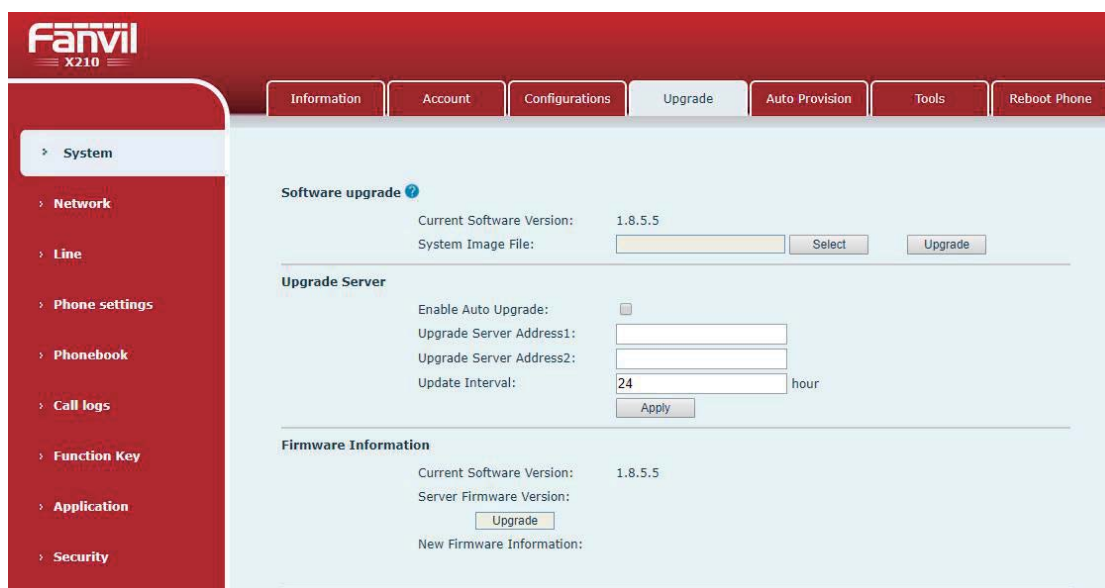 Fanvil
X210
Information Account Configurations Upgrade Auto Provision Tools Reboot Phone
› System
› Network
› Line
› Phone settings
› Phonebook
› Call logs
› Function Key
› Application
› Security
Software upgrade ?
Current Software Version: 1.8.5.5
System Image File: Select Upgrade
Upgrade Server
Enable Auto Upgrade:
Upgrade Server Address1:
Upgrade Server Address2:
Update Interval: 24 hour
Apply
Firmware Information
Current Software Version: 1.8.5.5
Server Firmware Version:
Upgrade
New Firmware Information: